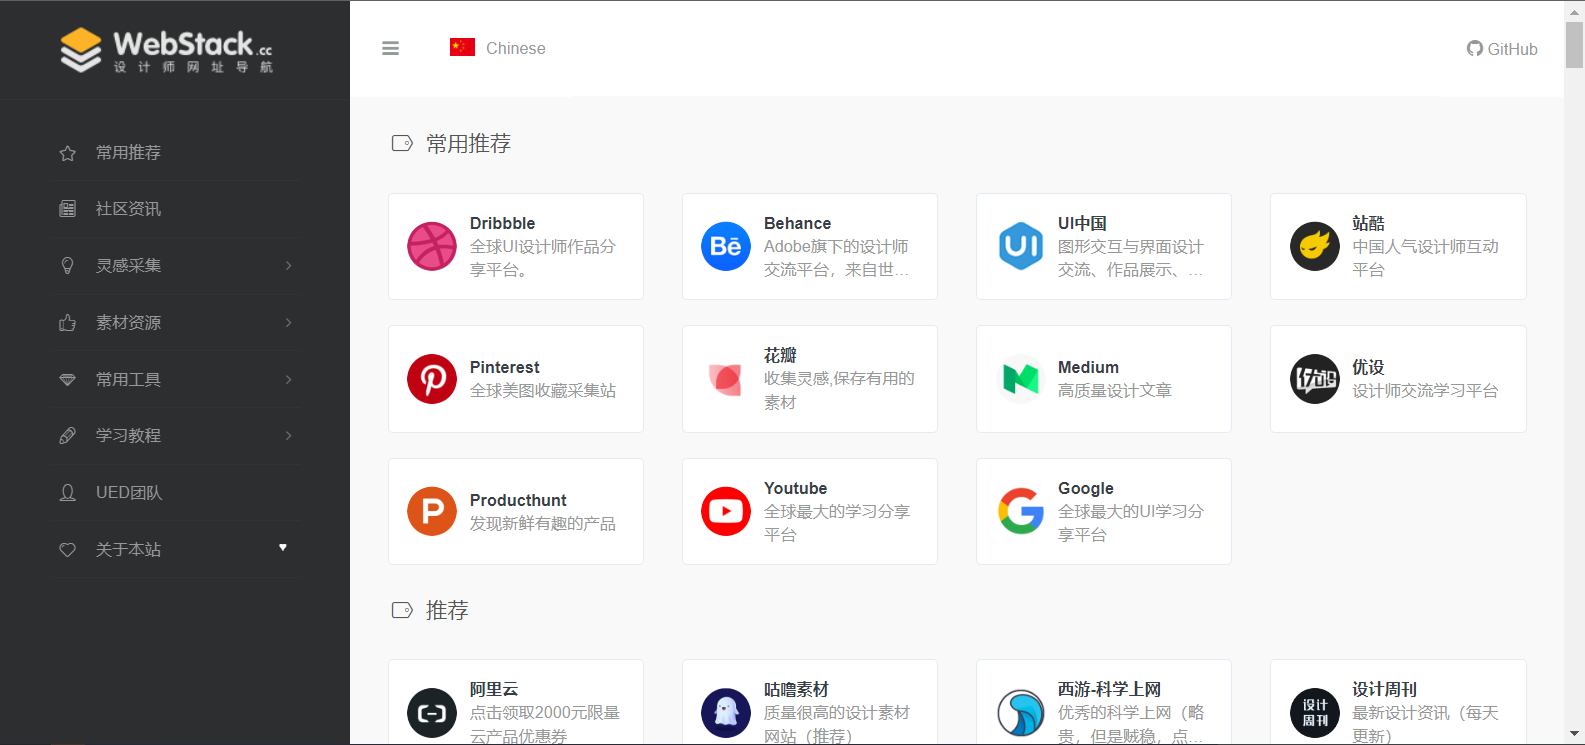 WebStack.cc
设计师网址导航
Chinese
GitHub
常用推荐
社区资讯
灵感采集
素材资源
常用工具
学习教程
UED团队
关于本站
常用推荐
Dribbble
全球UI设计师作品分
享平台。
Bē
Behance
Adobe旗下的设计师
交流平台，来自世...
UI
UI中国
图形交互与界面设计
交流、作品展示、...
站酷
中国人气设计师互动
平台
Pinterest
全球美图收藏采集站
花瓣
收集灵感,保存有用的
素材
Medium
高质量设计文章
优设
优设
设计师交流学习平台
P
Producthunt
发现新鲜有趣的产品
Youtube
全球最大的学习分享
平台
G
Google
全球最大的UI学习分
享平台
推荐
阿里云
点击领取2000元限量
云产品优惠券
咕噜素材
质量很高的设计素材
网站（推荐）
西游-科学上网
优秀的科学上网（略
贵，但是贼稳，点...
设计
周刊
设计周刊
最新设计资讯（每天
更新）